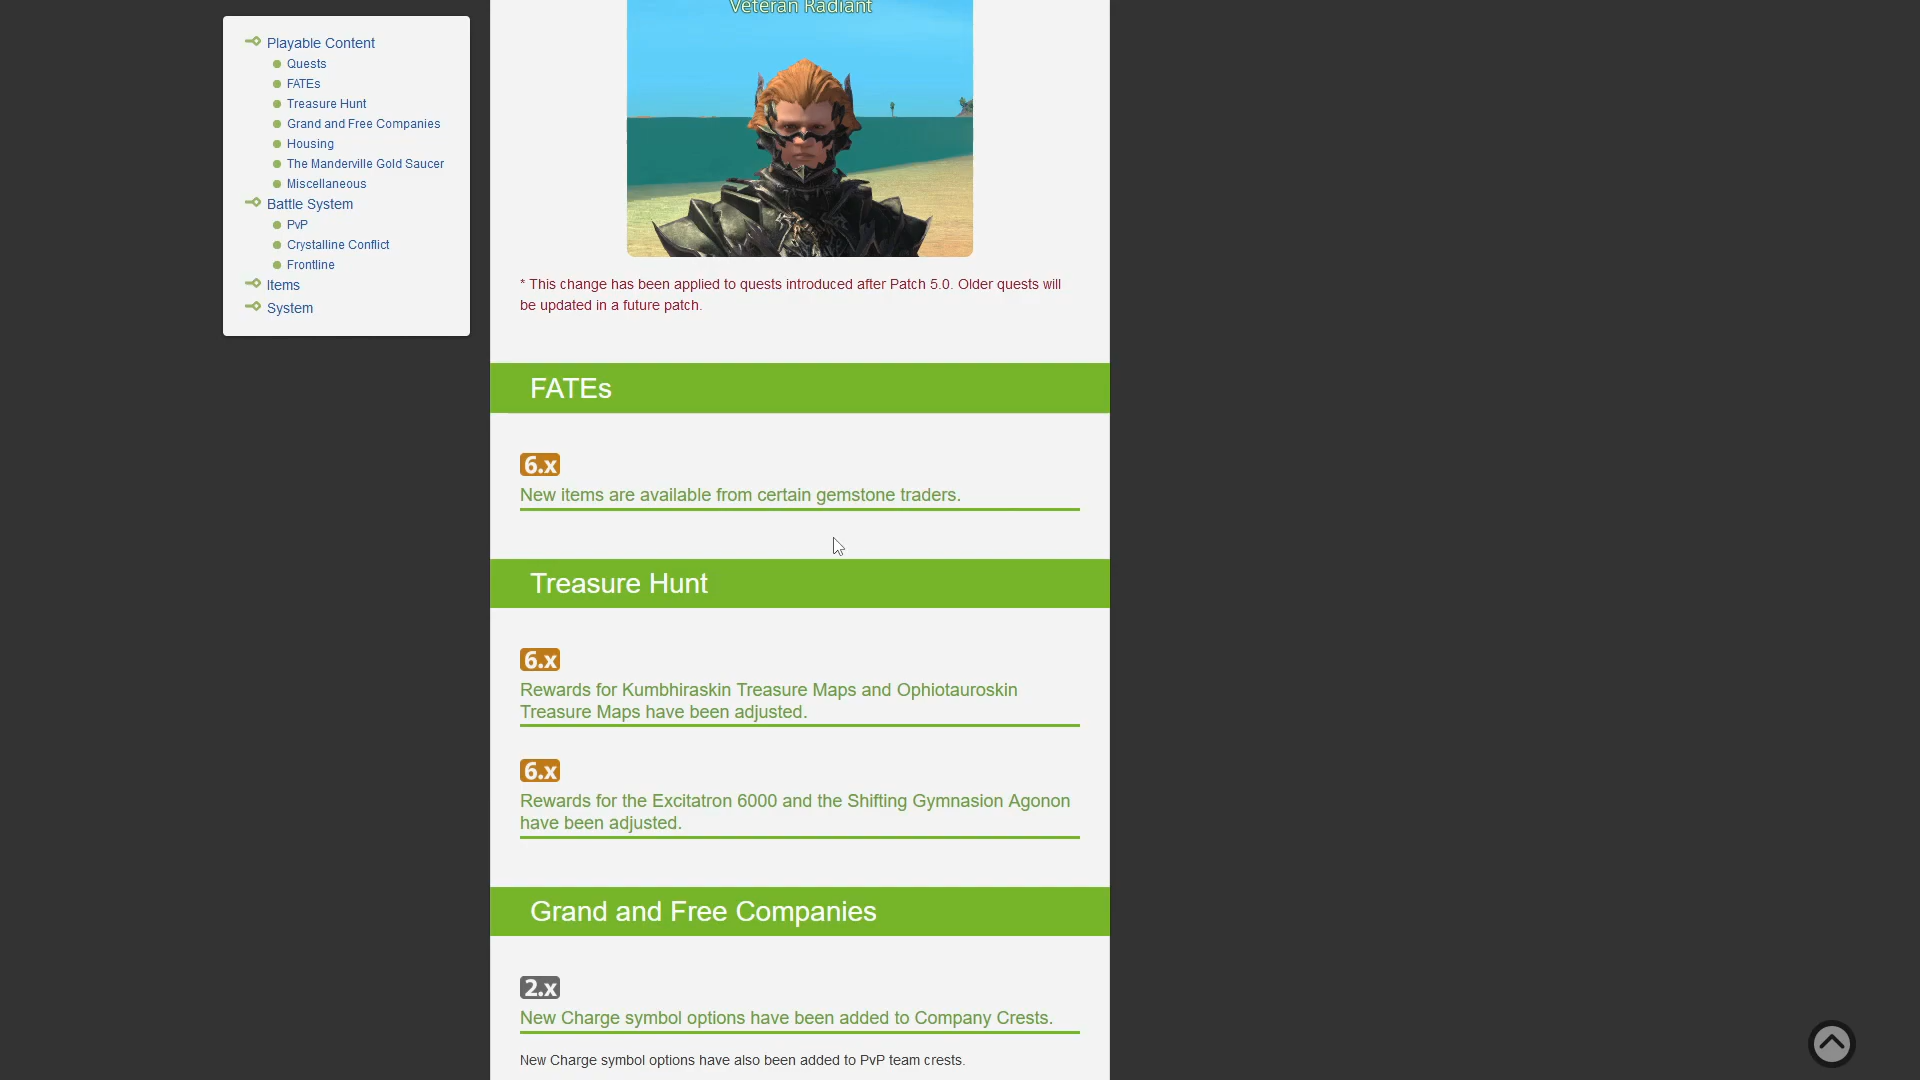 Playable Content
Quests
FATEs
Treasure Hunt
Grand and Free Companies
Housing
The Manderville Gold Saucer
Miscellaneous
Battle System
PvP
Crystalline Conflict
Frontline
Items
System
Veteran Radiant
* This change has been applied to quests introduced after Patch 5.0. Older quests will
be updated in a future patch.
FATEs
6.x
New items are available from certain gemstone traders.
Treasure Hunt
6.x
Rewards for Kumbhiraskin Treasure Maps and Ophiotauroskin
Treasure Maps have been adjusted.
6.x
Rewards for the Excitatron 6000 and the Shifting Gymnasion Agonon
have been adjusted.
Grand and Free Companies
2.x
New Charge symbol options have been added to Company Crests.
New Charge symbol options have also been added to PvP team crests.